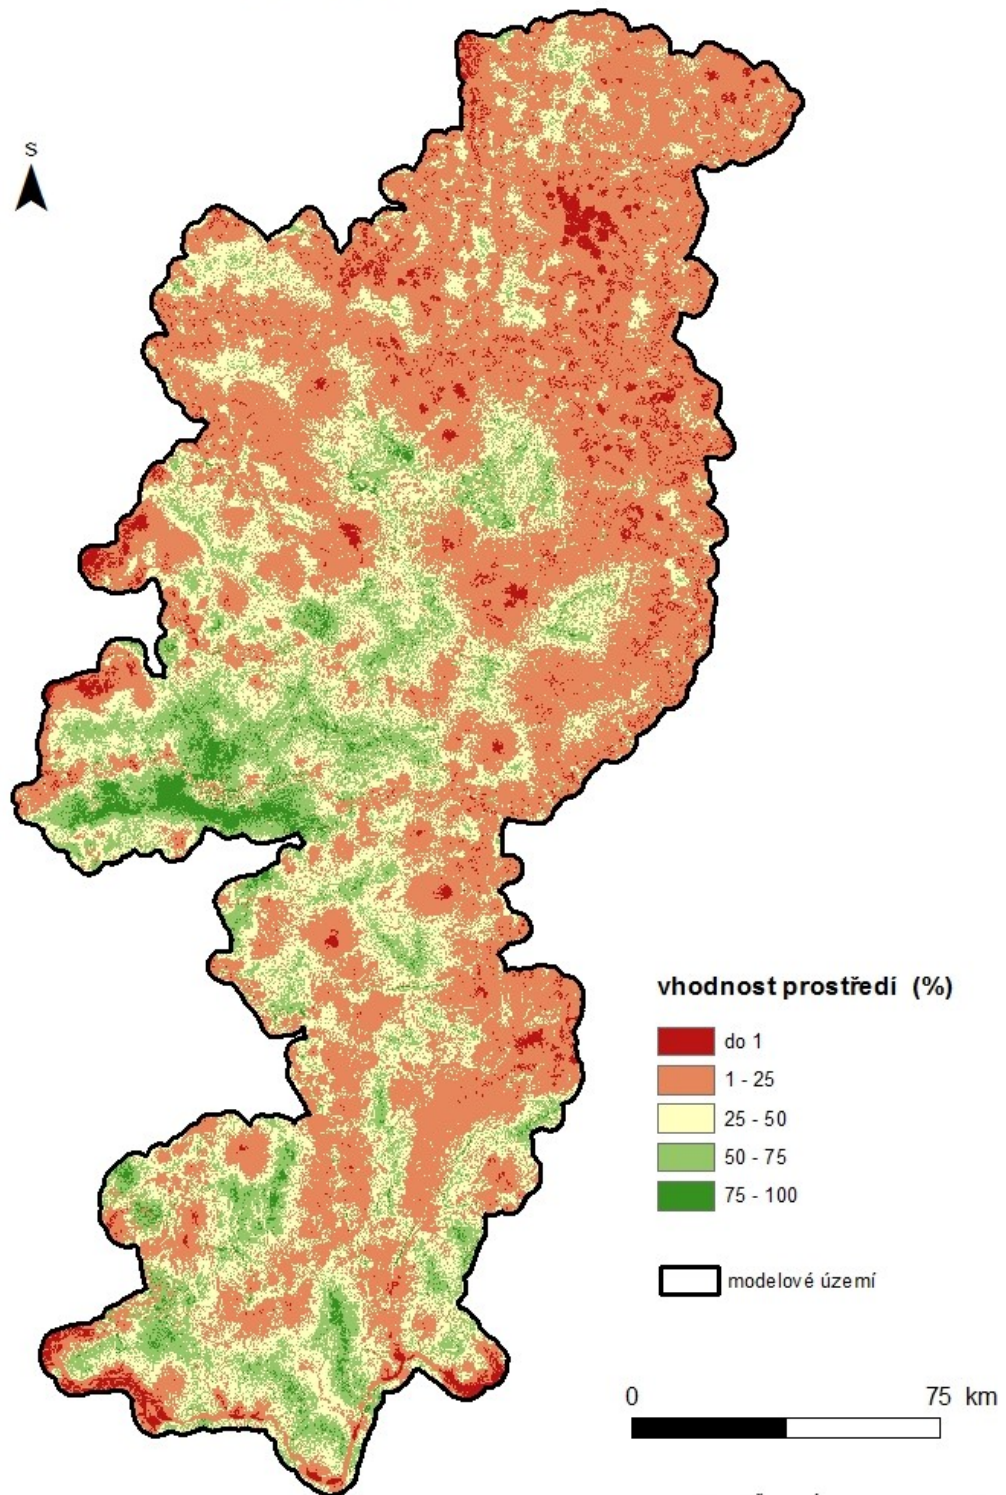 S
vhodnost prostředí (%)
do 1
1 - 25
25 - 50
50 - 75
75 - 100
modelové území
0 75 km